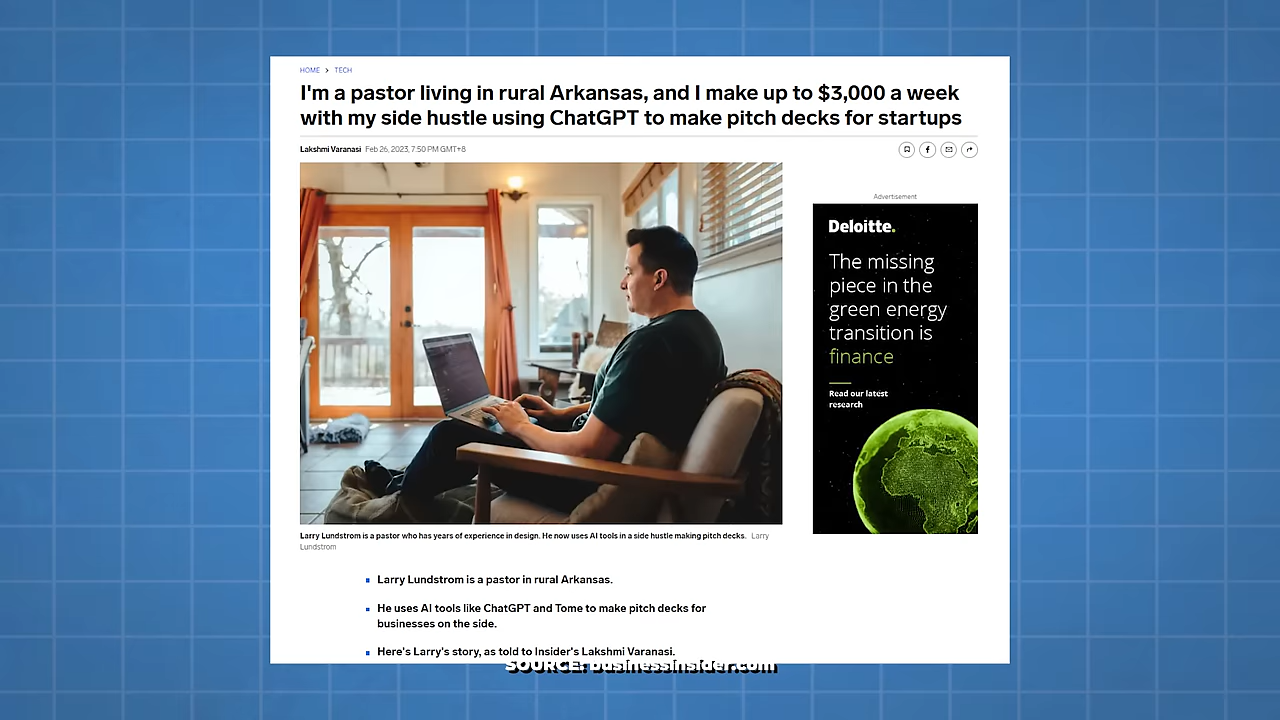 HOME > TECH
I'm a pastor living in rural Arkansas, and I make up to $3,000 a week
with my side hustle using ChatGPT to make pitch decks for startups
Lakshmi Varanasi Feb 26, 2023, 7:50 PM GMT+8
Advertisement
Deloitte.
The missing
piece in the
green energy
transition is
finance
Read our latest
research
Larry Lundstrom is a pastor who has years of experience in design. He now uses AI tools in a side hustle making pitch decks. Larry
Lundstrom
Larry Lundstrom is a pastor in rural Arkansas.
He uses AI tools like ChatGPT and Tome to make pitch decks for
businesses on the side.
Here's Larry's story, as told to Insider's Lakshmi Varanasi.
SOURCE: businessinsider.com